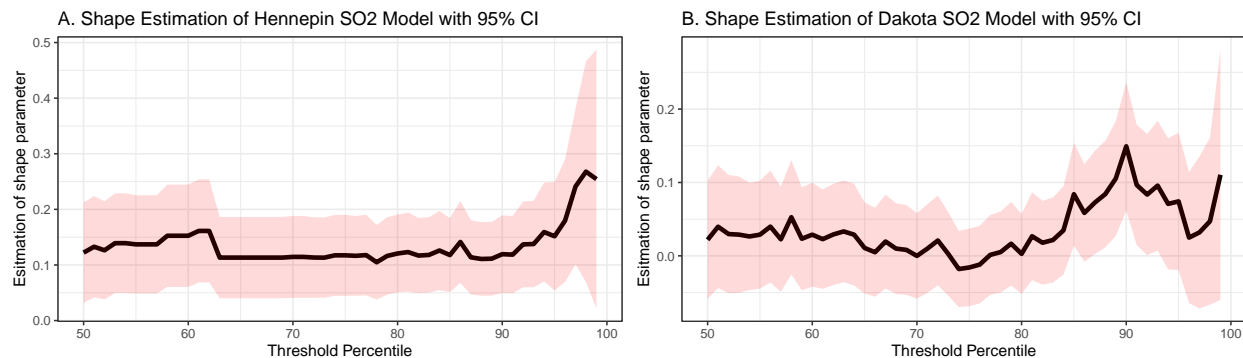 A. Shape Estimation of Hennepin SO2 Model with 95% CI
Esitmation of shape parameter
0.5
0.4
0.3
0.2
0.1
0.0
50 60 70 80 90 100
Threshold Percentile
B. Shape Estimation of Dakota SO2 Model with 95% CI
Esitmation of shape parameter
0.2
0.1
0.0
50 60 70 80 90 100
Threshold Percentile